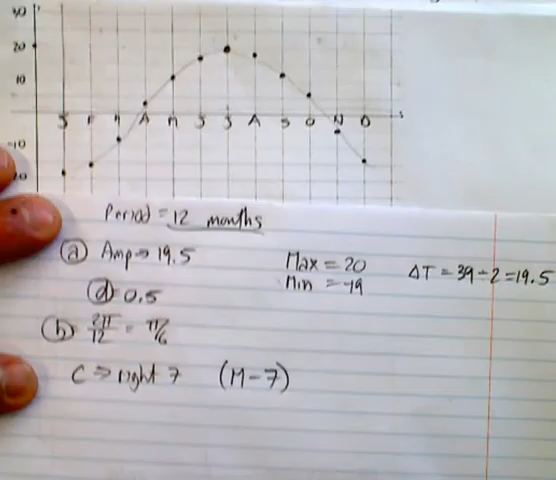 30
20
10
J F M A M J J A S O N D
-10
Period = 12 months
(a) Amp → 19.5
Max = 20
Min = -19
ΔT = 39 ÷ 2 = 19.5
(d) 0.5
(b) 2π/12 = π/6
C ⇒ right 7 (M-7)